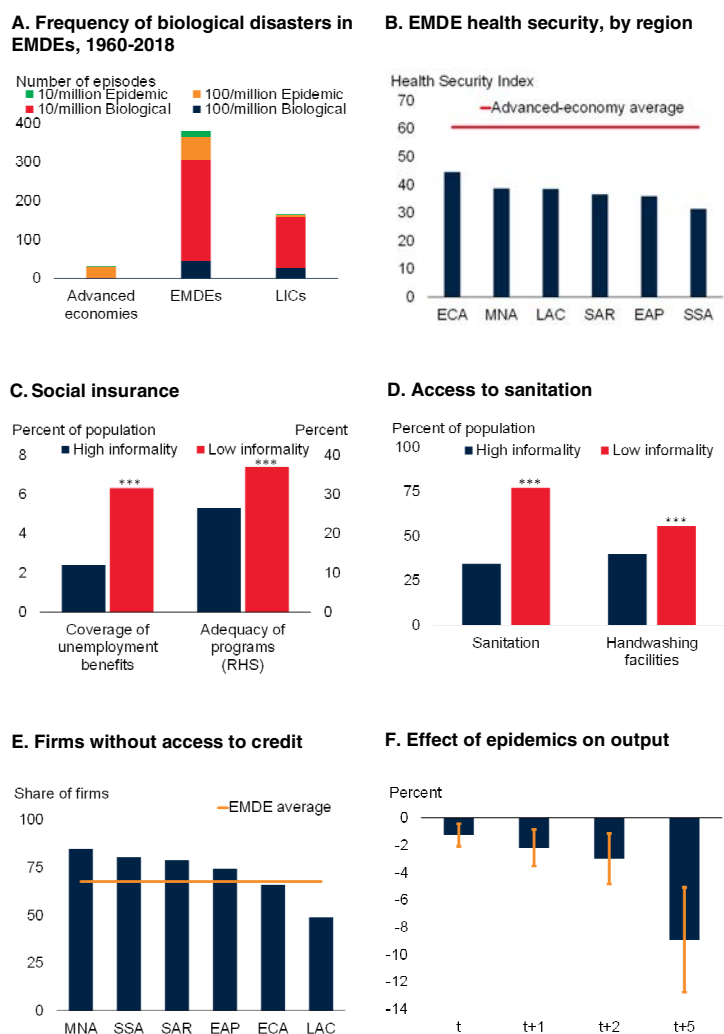 A. Frequency of biological disasters in
EMDEs, 1960-2018
Number of episodes
10/million Epidemic
100/million Epidemic
10/million Biological
100/million Biological
400
300
200
100
0
Advanced
economies
EMDEs
LICs
B. EMDE health security, by region
Health Security Index
70
Advanced-economy average
60
50
40
30
20
10
0
ECA MNA LAC SAR EAP SSA
C. Social insurance
Percent of population
Percent
High informality
Low informality
8
6
4
2
0
40
30
20
10
0
***
***
Coverage of
unemployment
benefits
Adequacy of
programs
(RHS)
D. Access to sanitation
Percent of population
High informality
Low informality
100
75
50
25
0
***
***
Sanitation
Handwashing
facilities
E. Firms without access to credit
Share of firms
EMDE average
100
75
50
25
0
MNA SSA SAR EAP ECA LAC
F. Effect of epidemics on output
Percent
0
-2
-4
-6
-8
-10
-12
-14
t t+1 t+2 t+5